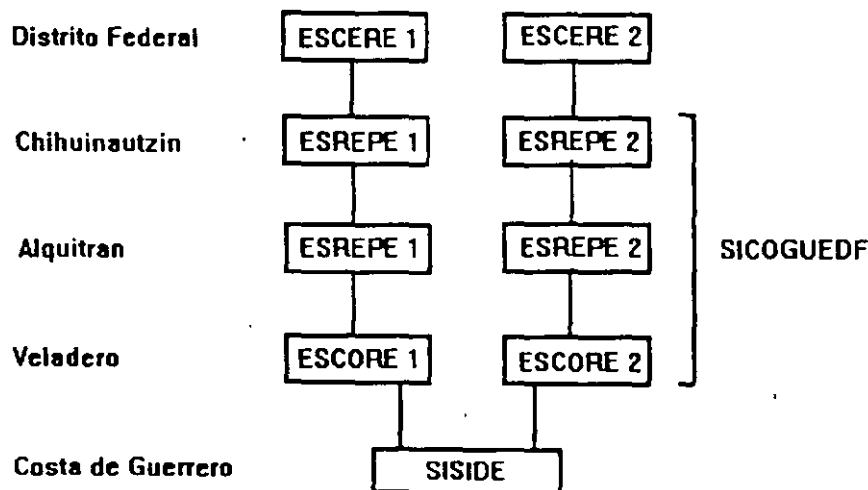 Distrito Federal ESCERE 1 ESCERE 2
Chihuinautzin ESREPE 1 ESREPE 2
Alquitran ESREPE 1 ESREPE 2 SICOGUEDF
Veladero ESCORE 1 ESCORE 2
Costa de Guerrero SISIDE